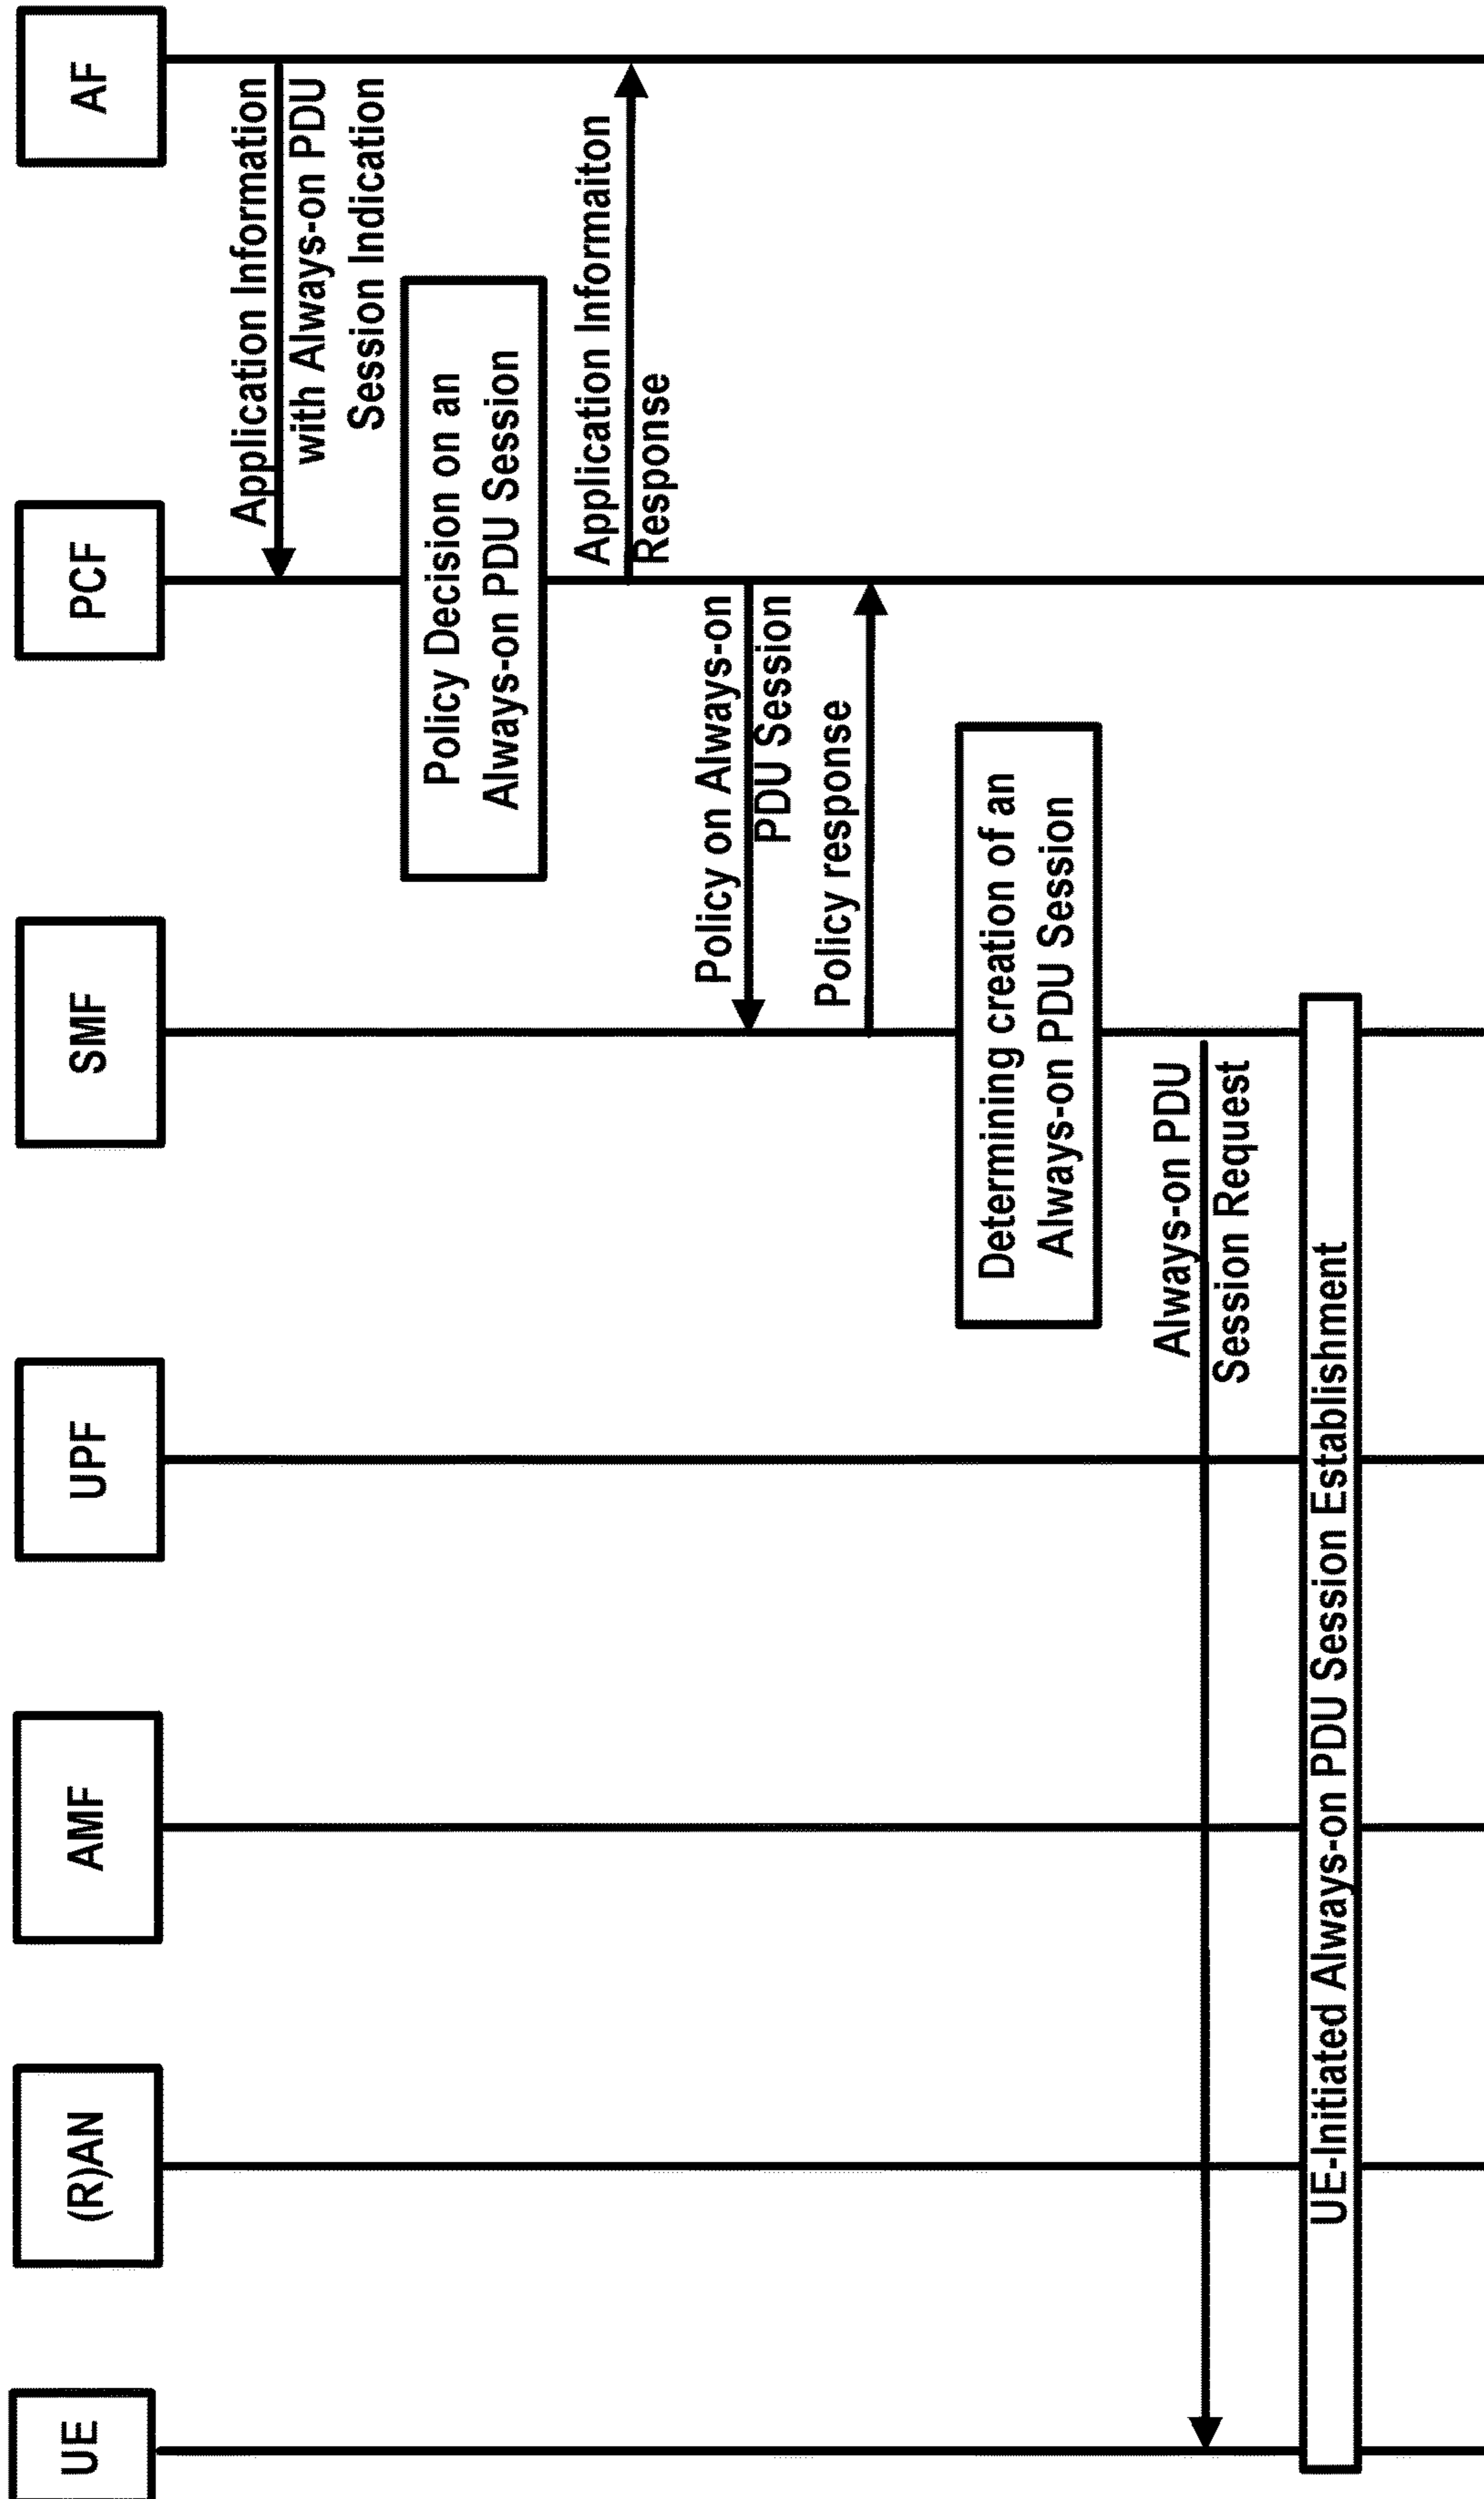 UE
(R)AN
AMF
UPF
SMF
PCF
AF
Application Information
with Always-on PDU
Session Indication
Policy Decision on an
Always-on PDU Session
Application Informaiton
Response
Policy on Always-on
PDU Session
Policy response
Determining creation of an
Always-on PDU Session
Always-on PDU
Session Request
UE-Initiated Always-on PDU Session Establishment